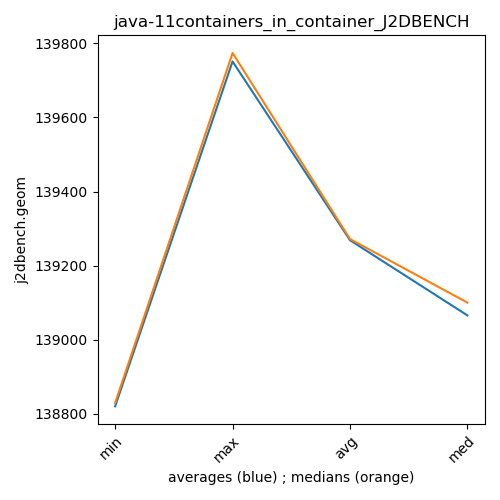 java-11containers_in_container_J2DBENCH
139800
139600
139400
139200
139000
138800
j2dbench.geom
min
max
avg
med
averages (blue) ; medians (orange)